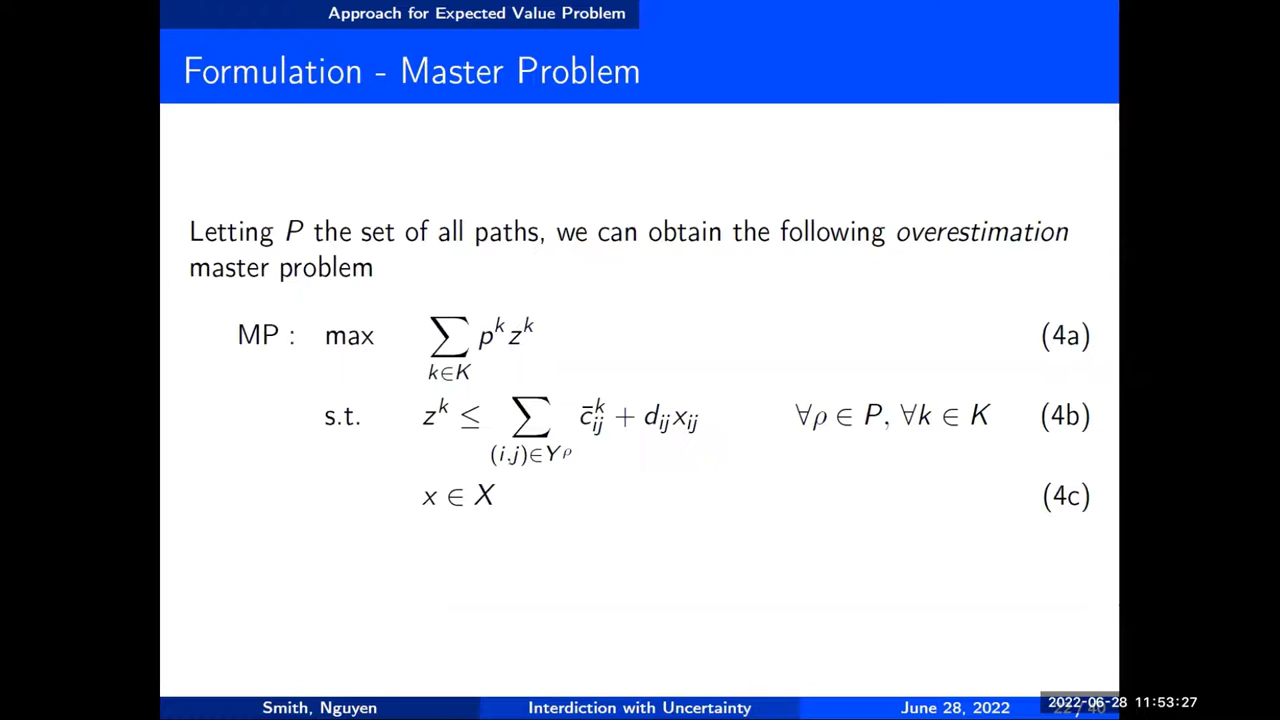 Approach for Expected Value Problem
Formulation - Master Problem
Letting P the set of all paths, we can obtain the following overestimation
master problem
MP : max ∑_{k∈K} p^k z^k (4a)
s.t. z^k ≤ ∑_{(i.j)∈Y^ρ} c̄_{ij}^k + d_{ij}x_{ij} ∀ρ ∈ P, ∀k ∈ K (4b)
x ∈ X (4c)
Smith, Nguyen Interdiction with Uncertainty June 28, 2022
2022-06-28 11:53:27